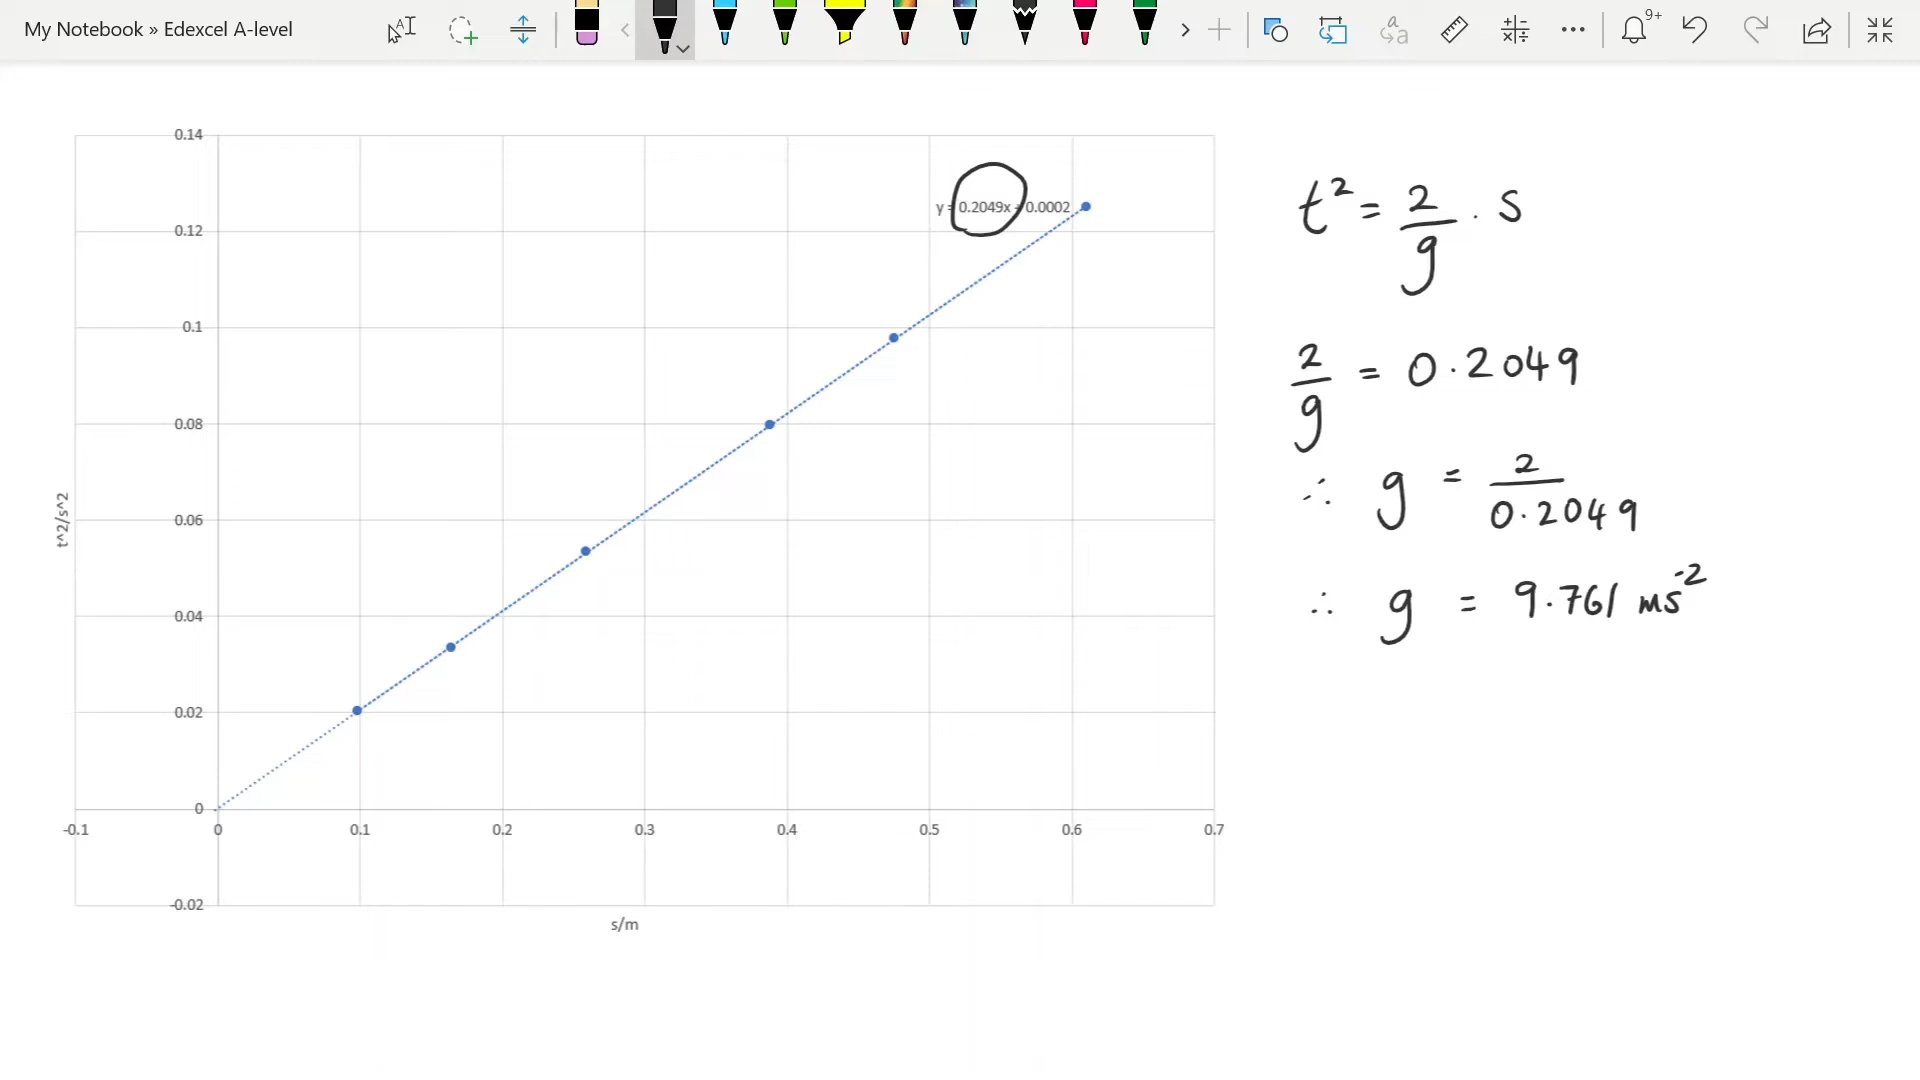 My Notebook » Edexcel A-level
9+
0.14
0.12
0.1
0.08
0.06
0.04
0.02
0
-0.02
-0.1 0 0.1 0.2 0.3 0.4 0.5 0.6 0.7
t^2/s^2
s/m
y = 0.2049x + 0.0002
t² = 2/g · s
2/g = 0.2049
∴ g = 2/0.2049
∴ g = 9.761 ms⁻²